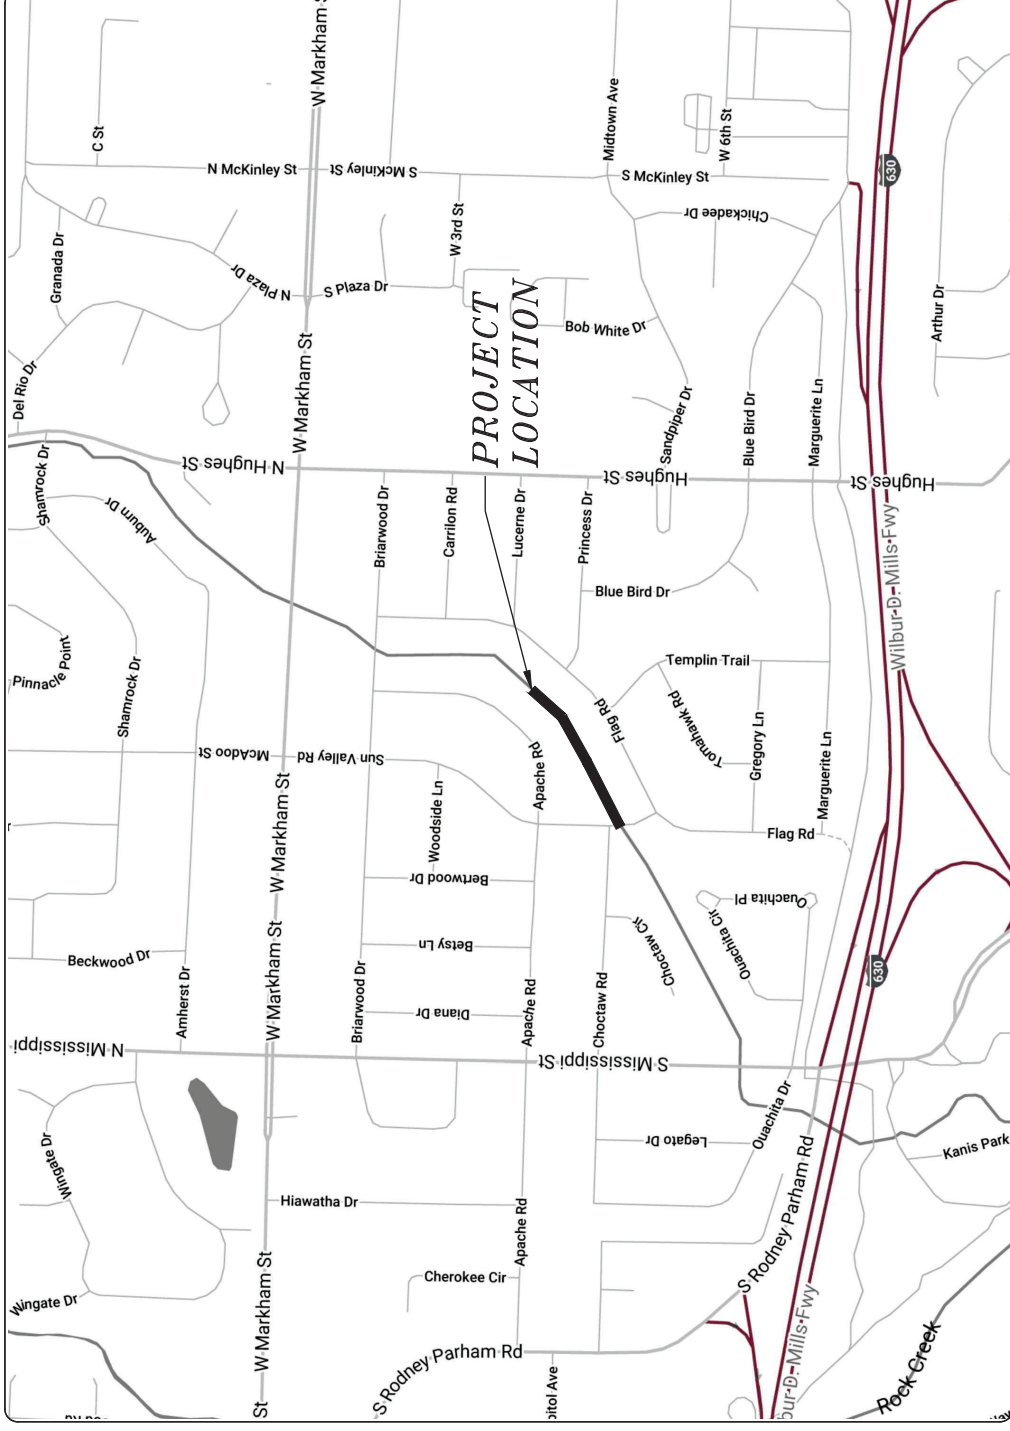 W Markham S
C St
N McKinley St
S McKinley St
Midtown Ave
W 6th St
S McKinley St
630
Chickadee Dr
W 3rd St
Granada Dr
N Plaza Dr
S Plaza Dr
Arthur Dr
Bob White Dr
PROJECT
LOCATION
Del Rio Dr
W Markham St
Sandpiper Dr
Blue Bird Dr
Marguerite Ln
N Hughes St
Hughes St
Hughes St
Shamrock Dr
Auburn Dr
Briarwood Dr
Carrilon Rd
Lucerne Dr
Princess Dr
Wilbur D. Mills Fwy
Blue Bird Dr
Pinnacle Point
Shamrock Dr
Templin Trail
Flag Rd
Tomahawk Rd
Gregory Ln
Marguerite Ln
McAdoo St
Sun Valley Rd
Apache Rd
Woodside Ln
W Markham St
r
Flag Rd
Bertwood Dr
Ouachita Pl
Ouachita Cir
Choctaw Cir
Betsy Ln
Beckwood Dr
W Markham St
630
Amherst Dr
Briarwood Dr
Diana Dr
Apache Rd
Choctaw Rd
N Mississippi
S Mississippi St
Ouachita Dr
Legato Dr
Kanis Park
Wingate Dr
Hiawatha Dr
Apache Rd
S Rodney Parham Rd
Cherokee Cir
Wingate Dr
W Markham St
S Rodney Parham Rd
bur D. Mills Fwy
Rock Creek
bitol Ave
St